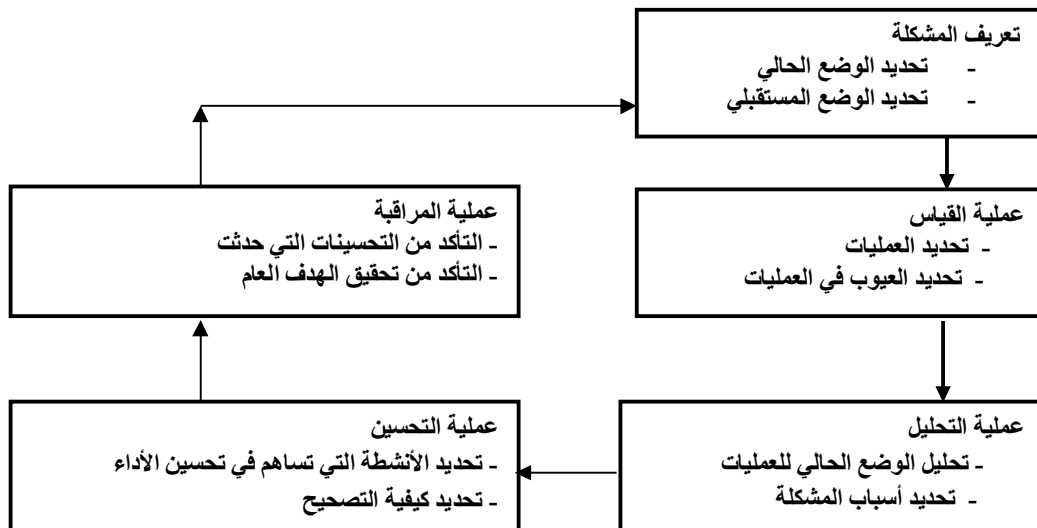 تعريف المشكلة
- تحديد الوضع الحالي
- تحديد الوضع المستقبلي
عملية القياس
- تحديد العمليات
- تحديد العيوب في العمليات
عملية التحليل
- تحليل الوضع الحالي للعمليات
- تحديد أسباب المشكلة
عملية التحسين
- تحديد الأنشطة التي تساهم في تحسين الأداء
- تحديد كيفية التصحيح
عملية المراقبة
- التأكد من التحسينات التي حدثت
- التأكد من تحقيق الهدف العام